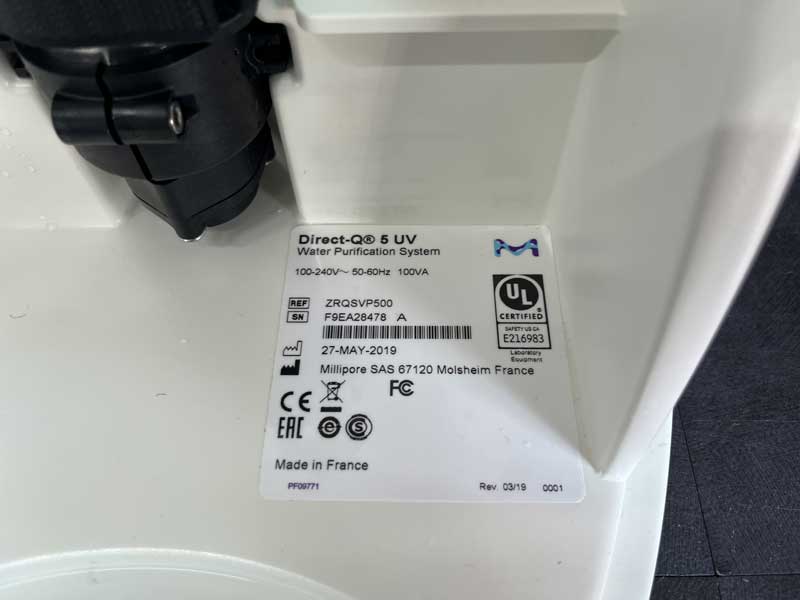 Direct-Q® 5 UV
Water Purification System
100-240V~ 50-60Hz 100VA
REF ZRQSVP500
SN F9EA28478 A
27-MAY-2019
Millipore SAS 67120 Molsheim France
UL
®
CERTIFIED
SAFETY US CA
E216983
Laboratory
Equipment
CE
FC
EAC
e S
Made in France
PF09771
Rev. 03/19 0001